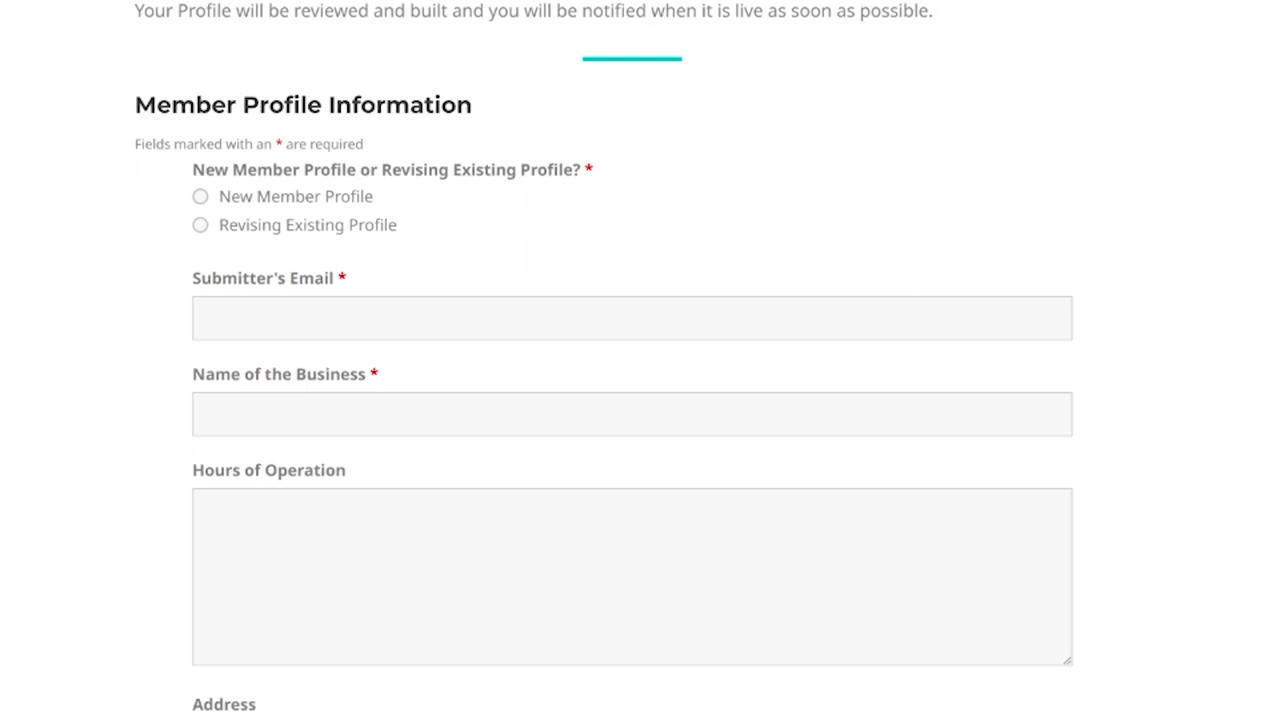 Your Profile will be reviewed and built and you will be notified when it is live as soon as possible.
Member Profile Information
Fields marked with an * are required
New Member Profile or Revising Existing Profile? *
New Member Profile
Revising Existing Profile
Submitter's Email *
Name of the Business *
Hours of Operation
Address